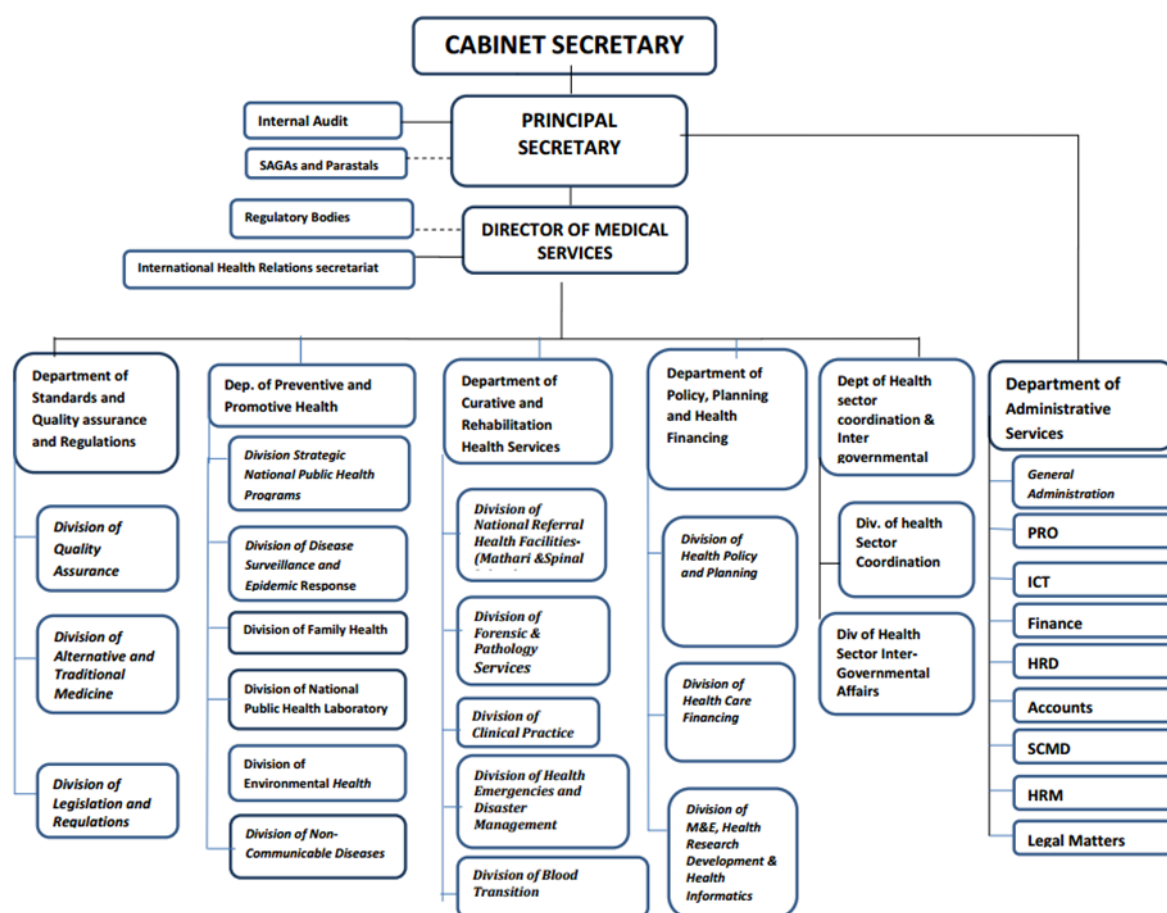 CABINET SECRETARY
PRINCIPAL
SECRETARY
Internal Audit
SAGAs and Parastals
Regulatory Bodies
DIRECTOR OF MEDICAL
SERVICES
International Health Relations secretariat
Department of
Standards and
Quality assurance
and Regulations
Division of
Quality
Assurance
Division of
Alternative and
Traditional
Medicine
Division of
Legislation and
Regulations
Dep. of Preventive and
Promotive Health
Division Strategic
National Public Health
Programs
Division of Disease
Surveillance and
Epidemic Response
Division of Family Health
Division of National
Public Health Laboratory
Division of
Environmental Health
Division of Non-
Communicable Diseases
Department of
Curative and
Rehabilitation
Health Services
Division of
National Referral
Health Facilities-
(Mathari &Spinal
Division of
Forensic &
Pathology
Services
Division of
Clinical Practice
Division of Health
Emergencies and
Disaster
Management
Division of Blood
Transition
Department of
Policy, Planning
and Health
Financing
Division of
Health Policy
and Planning
Division of
Health Care
Financing
Division of
M&E, Health
Research
Development &
Health
Informatics
Dept of Health
sector
coordination &
Inter
governmental
Div. of health
Sector
Coordination
Div of Health
Sector Inter-
Governmental
Affairs
Department of
Administrative
Services
General
Administration
PRO
ICT
Finance
HRD
Accounts
SCMD
HRM
Legal Matters